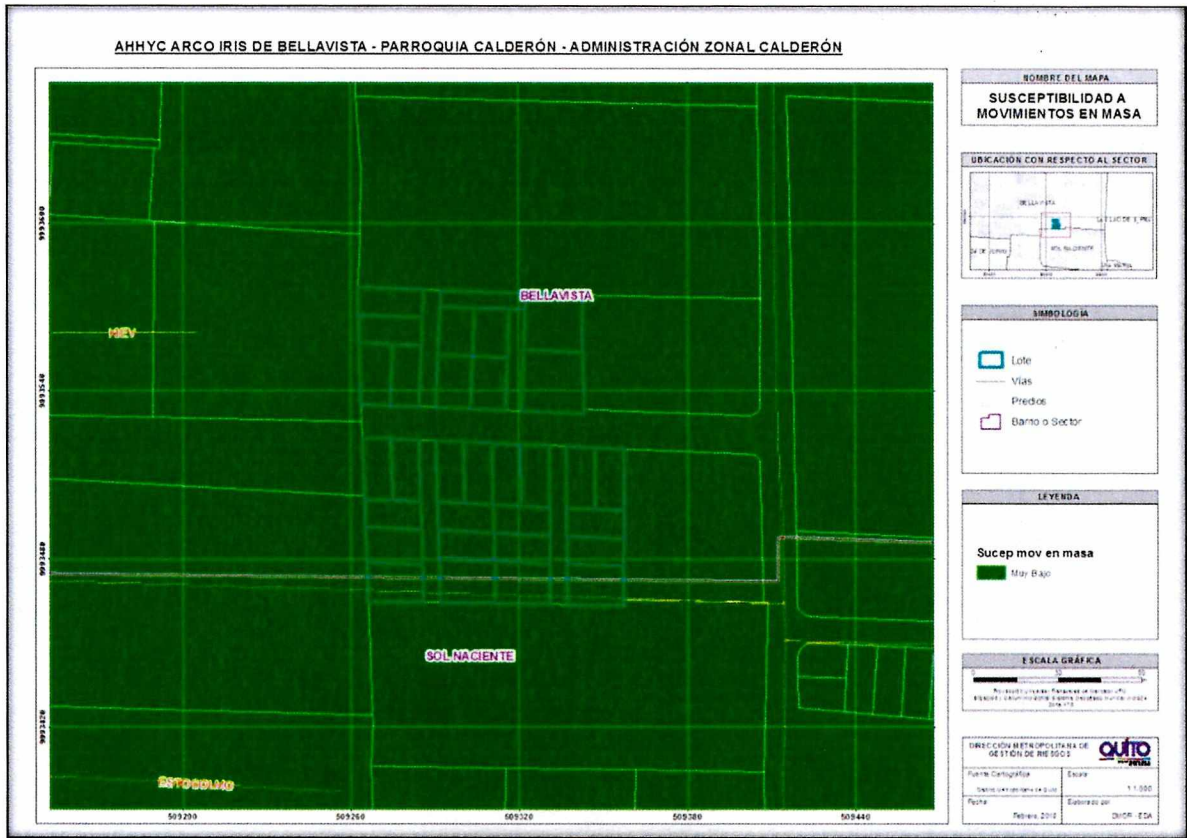 AHHYC ARCO IRIS DE BELLAVISTA - PARROQUIA CALDERÓN - ADMINISTRACIÓN ZONAL CALDERÓN
NOMBRE DEL MAPA
SUSCEPTIBILIDAD A
MOVIMIENTOS EN MASA
UBICACIÓN CON RESPECTO AL SECTOR
BELLAVISTA
SOL NACIENTE
SIMBOLOGIA
Lote
Vias
Predios
Barrio o Sector
LEYENDA
Sucep mov en masa
Muy Bajo
ESCALA GRÁFICA
DIRECCIÓN METROPOLITANA DE
GESTIÓN DE RIESGOS
QUITO
Fuente Cartográfica
Escala
1:1.000
Fecha
Elaborado por
Febrero, 2018
DMGR - EDA
BELLAVISTA
KIEV
SOL NACIENTE
ESTOCOLMO
9993600
9993540
9993480
9993420
509200
509260
509320
509380
509440